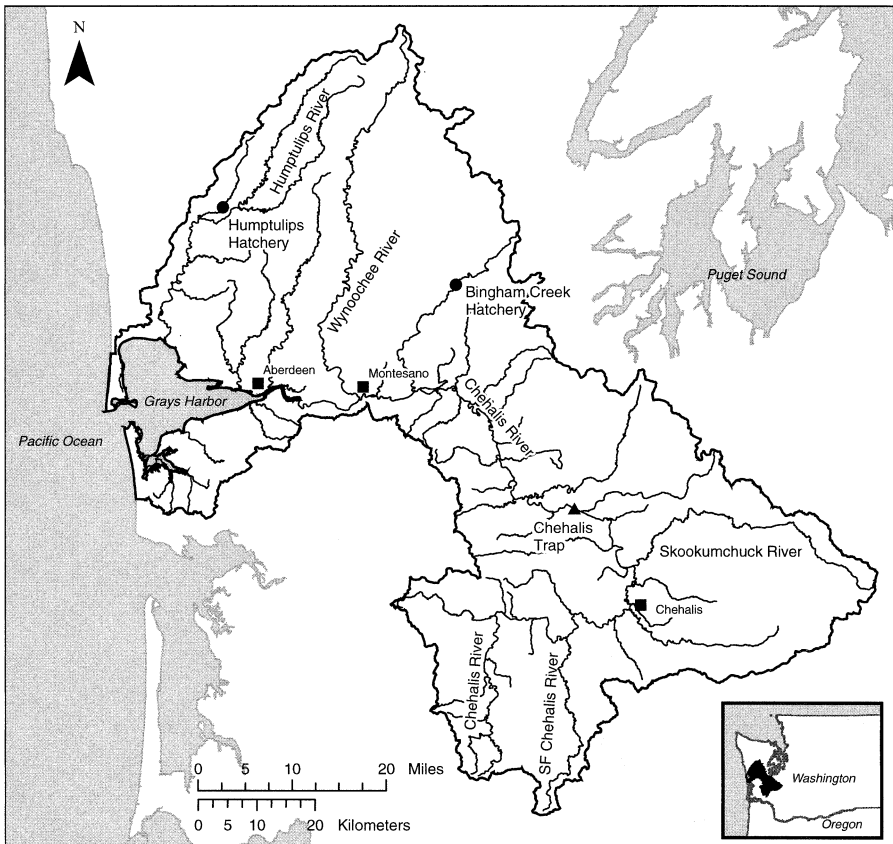 N
Humptulips River
Humptulips
Hatchery
Wynoochee River
Puget Sound
Bingham Creek
Hatchery
Aberdeen
Montesano
Grays Harbor
Chehalis River
Pacific Ocean
Chehalis
Trap
Skookumchuck River
Chehalis
Chehalis River
SF Chehalis River
0 5 10 20 Miles
0 5 10 20 Kilometers
Washington
Oregon